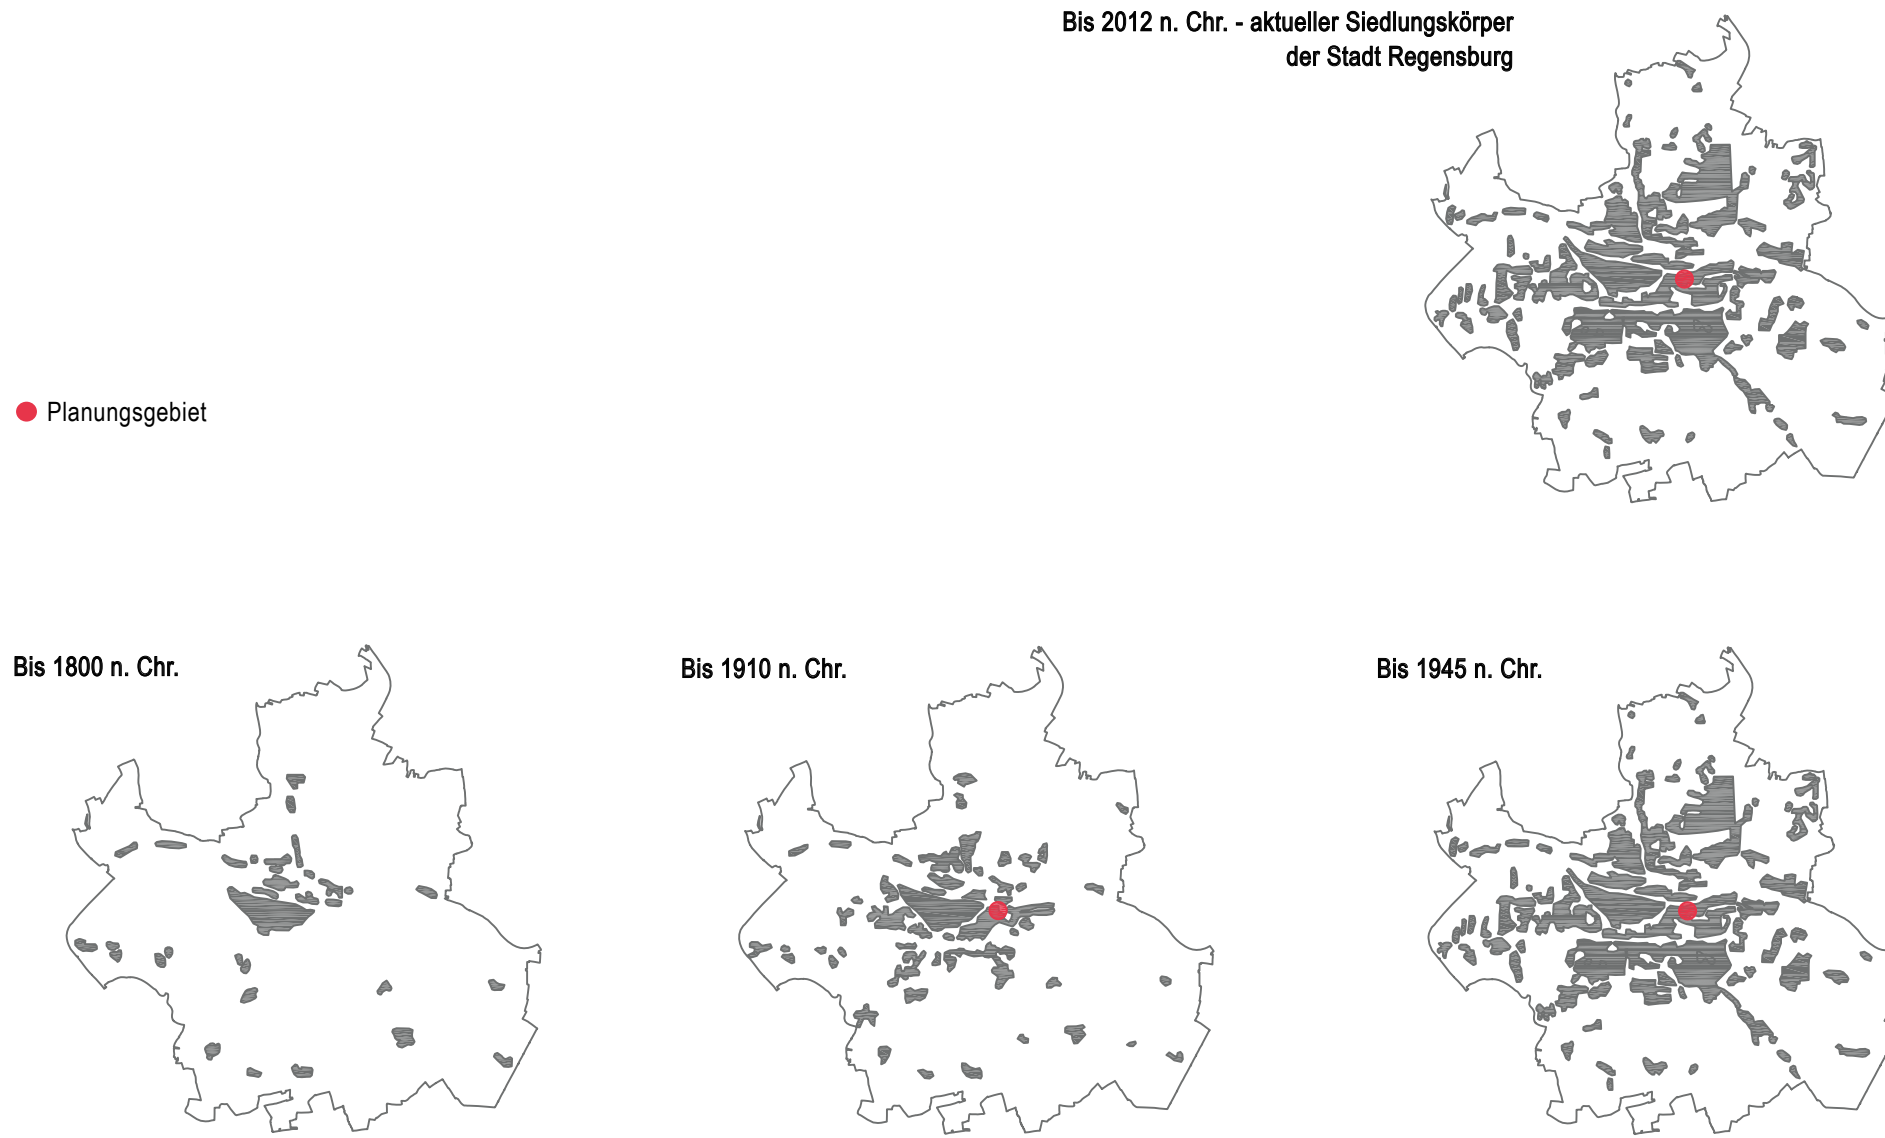 Bis 2012 n. Chr. - aktueller Siedlungskörper
der Stadt Regensburg
Planungsgebiet
Bis 1800 n. Chr.
Bis 1910 n. Chr.
Bis 1945 n. Chr.